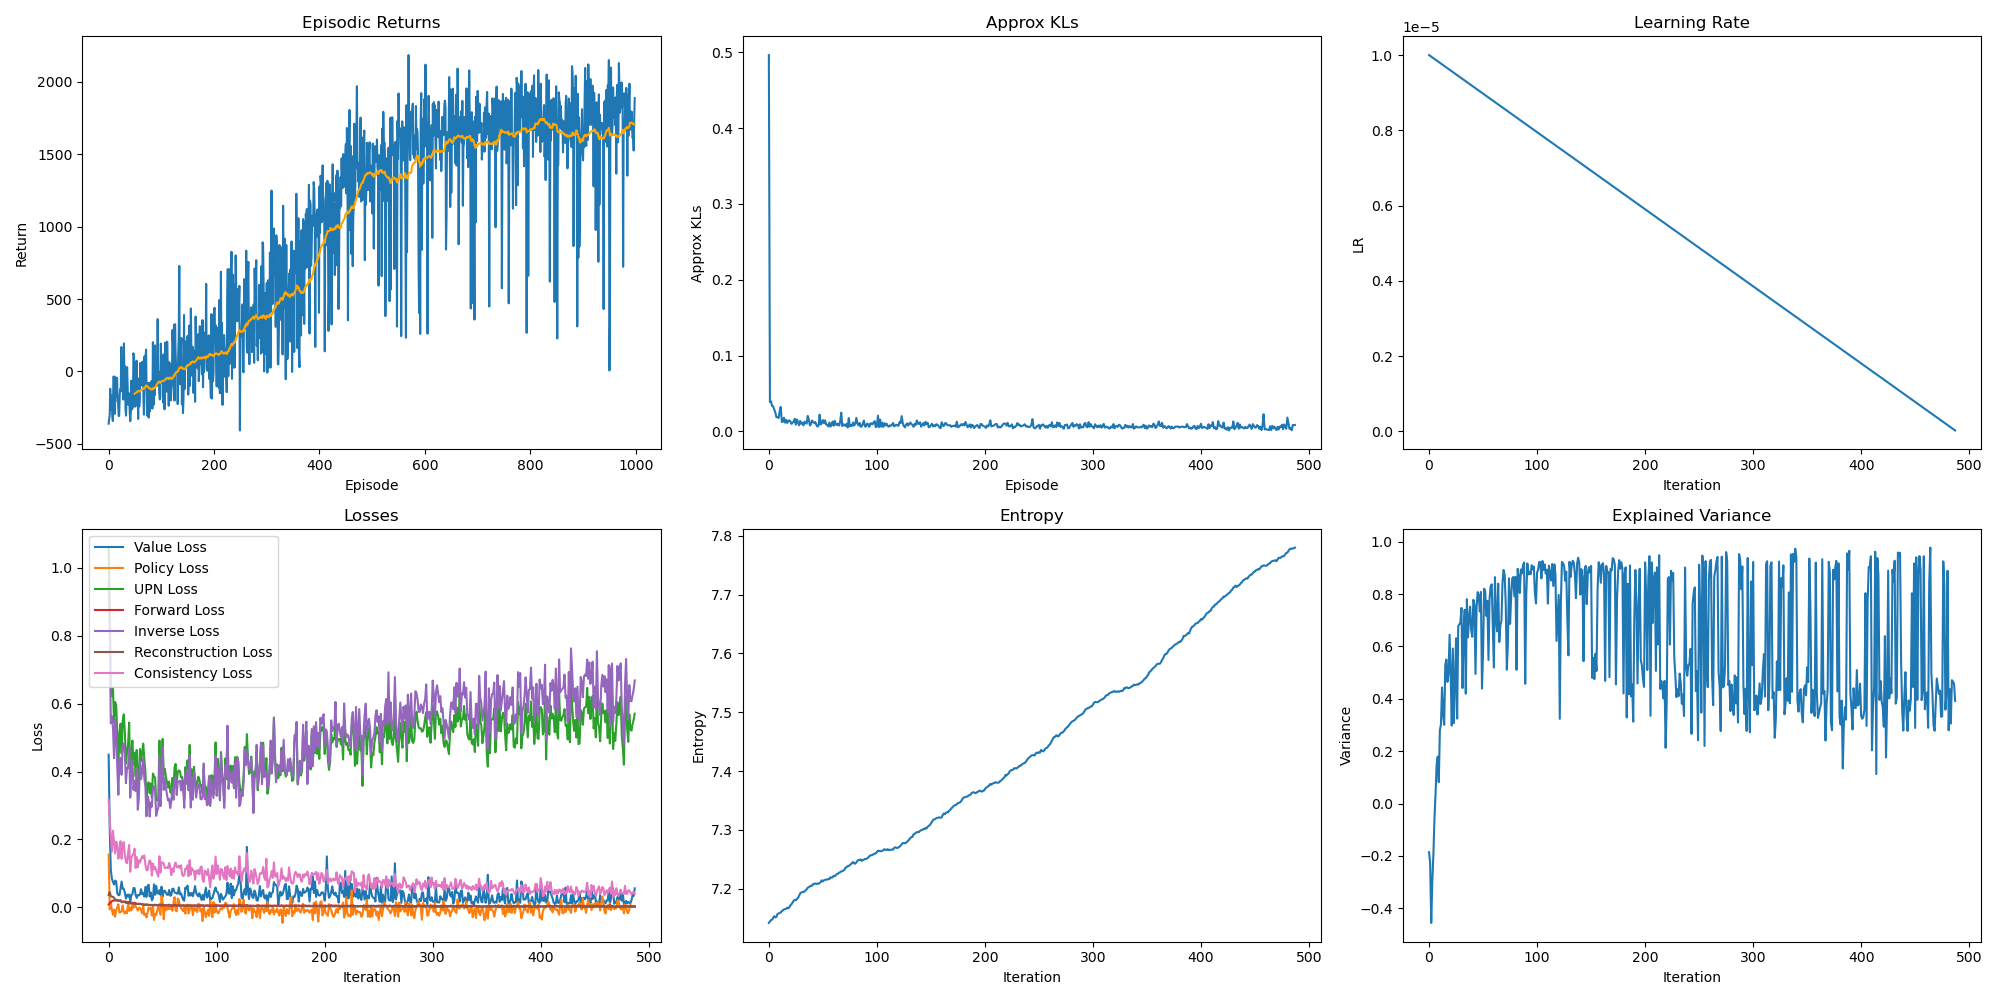 Episodic Returns
2000
1500
1000
500
0
−500
Return
0 200 400 600 800 1000
Episode
Approx KLs
0.5
0.4
0.3
0.2
0.1
0.0
Approx KLs
0 100 200 300 400 500
Episode
Learning Rate
1e−5
1.0
0.8
0.6
0.4
0.2
0.0
LR
0 100 200 300 400 500
Iteration
Losses
Value Loss
Policy Loss
UPN Loss
Forward Loss
Inverse Loss
Reconstruction Loss
Consistency Loss
1.0
0.8
0.6
0.4
0.2
0.0
Loss
0 100 200 300 400 500
Iteration
Entropy
7.8
7.7
7.6
7.5
7.4
7.3
7.2
Entropy
0 100 200 300 400 500
Iteration
Explained Variance
1.0
0.8
0.6
0.4
0.2
0.0
−0.2
−0.4
Variance
0 100 200 300 400 500
Iteration